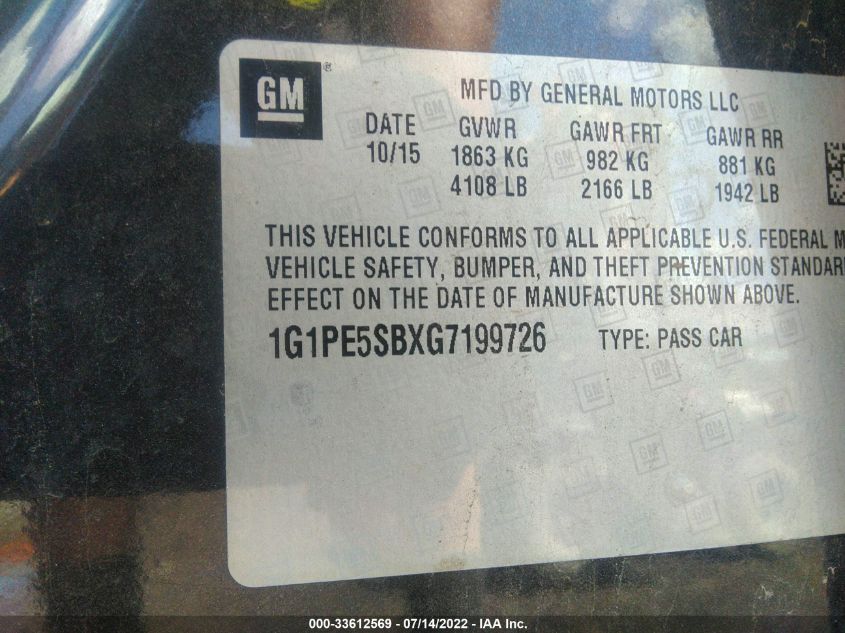 GM ®
MFD BY GENERAL MOTORS LLC
DATE GVWR GAWR FRT GAWR RR
10/15 1863 KG 982 KG 881 KG
4108 LB 2166 LB 1942 LB
THIS VEHICLE CONFORMS TO ALL APPLICABLE U.S. FEDERAL M
VEHICLE SAFETY, BUMPER, AND THEFT PREVENTION STANDAR
EFFECT ON THE DATE OF MANUFACTURE SHOWN ABOVE.
1G1PE5SBXG7199726 TYPE: PASS CAR
000-33612569 / 07/14/2022 - IAA Inc.